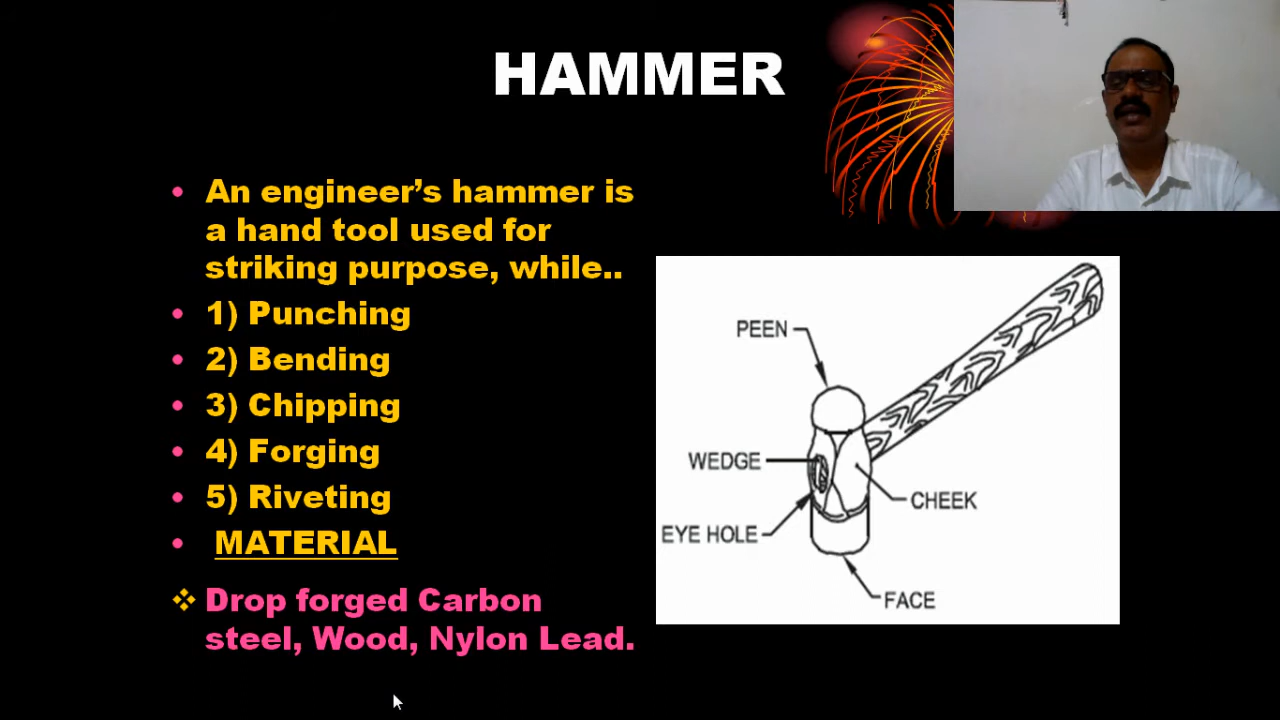 HAMMER
• An engineer’s hammer is
a hand tool used for
striking purpose, while..
• 1) Punching
• 2) Bending
• 3) Chipping
• 4) Forging
• 5) Riveting
• MATERIAL
❖ Drop forged Carbon
steel, Wood, Nylon Lead.
PEEN
WEDGE
CHEEK
EYE HOLE
FACE